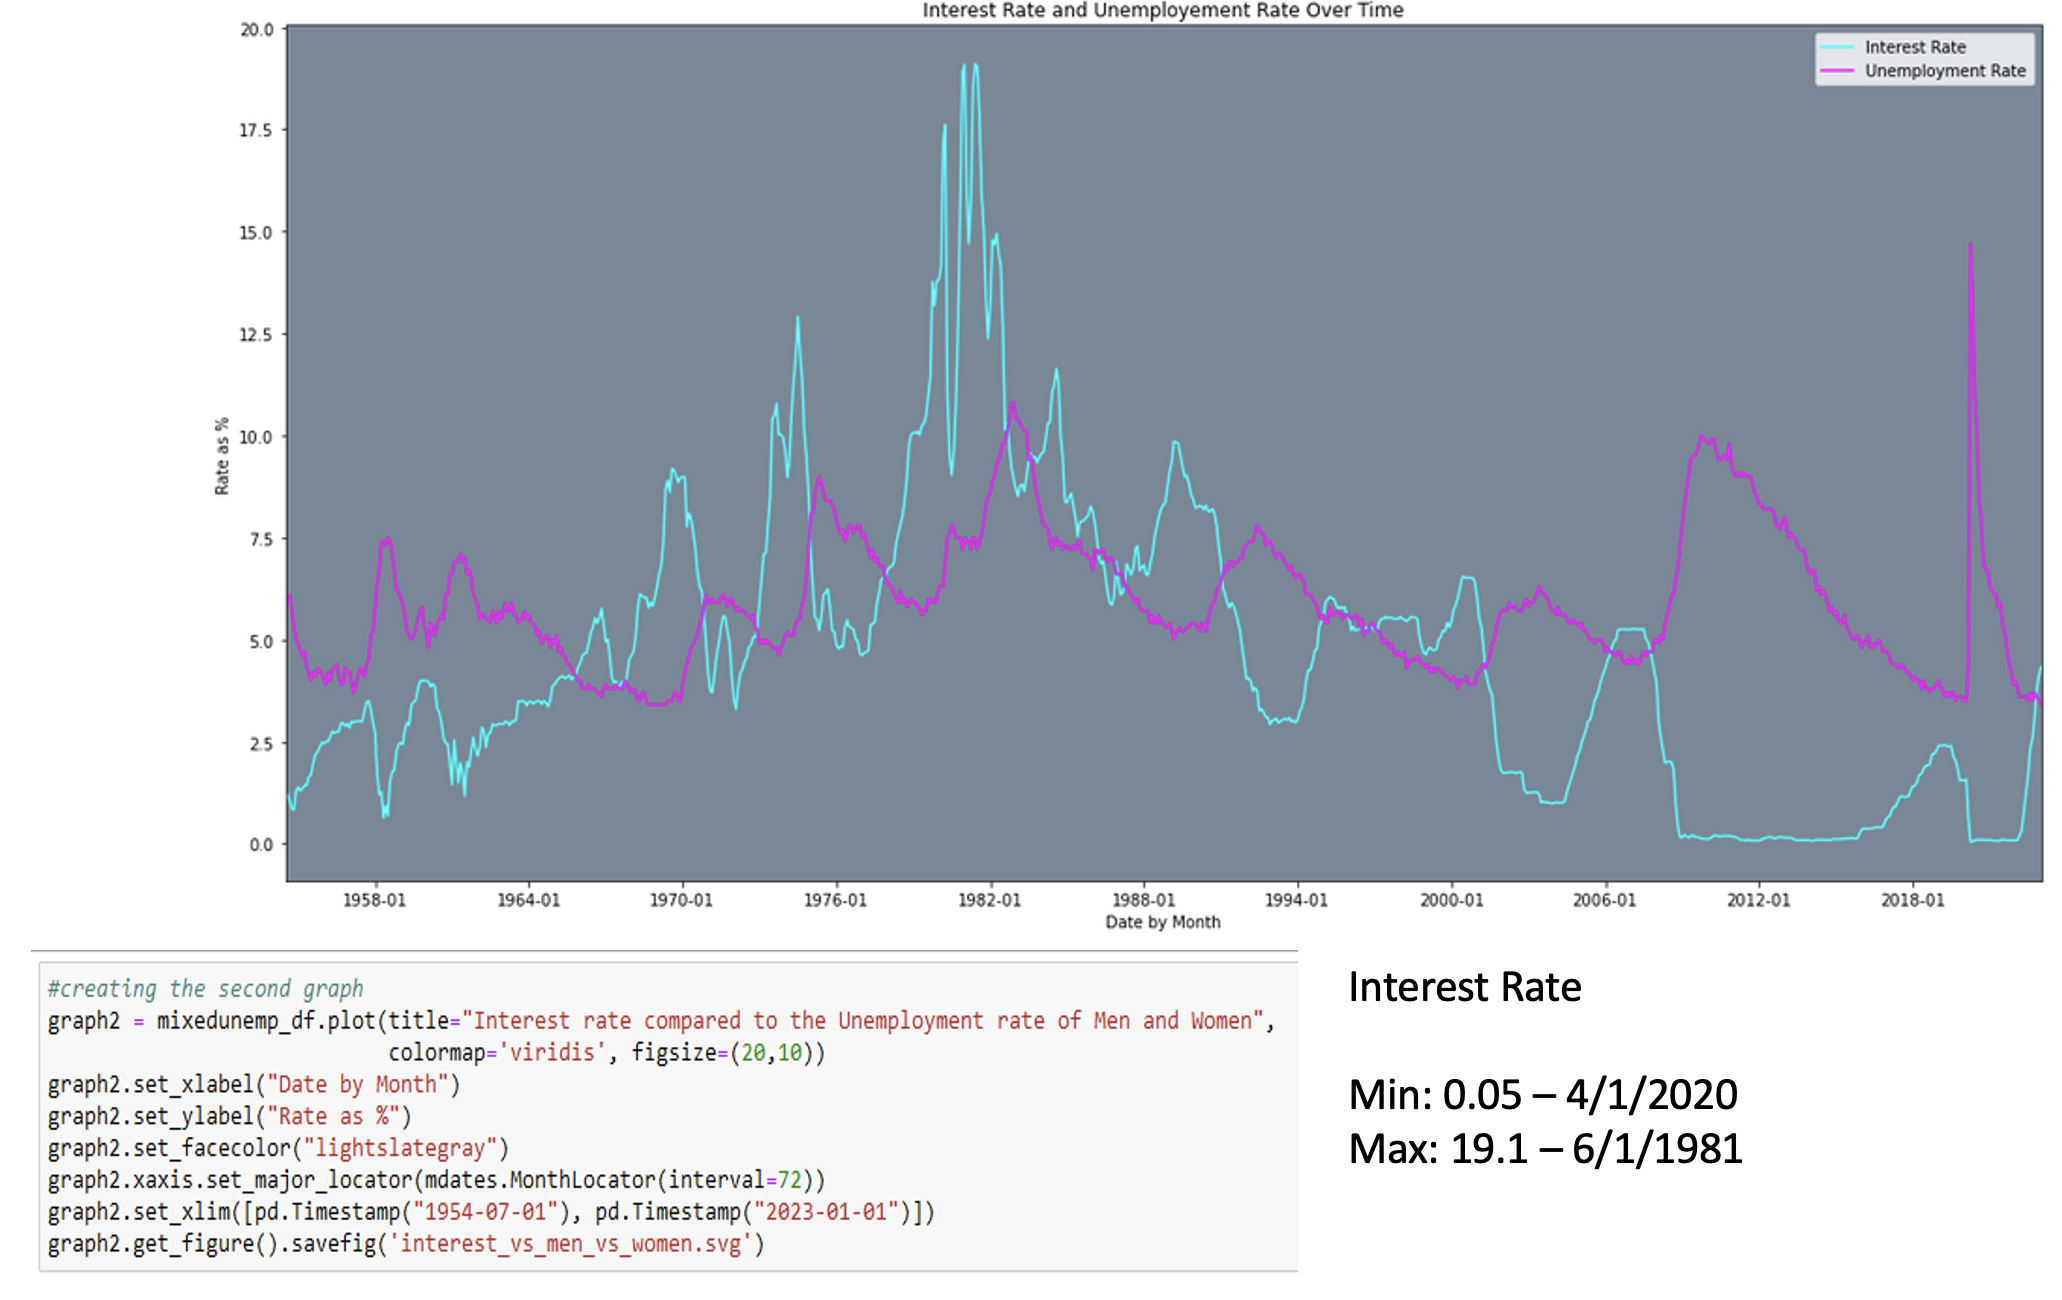 Interest Rate and Unemployement Rate Over Time
Interest Rate
Unemployment Rate
20.0
17.5
15.0
12.5
10.0
7.5
5.0
2.5
0.0
Rate as %
1958-01 1964-01 1970-01 1976-01 1982-01 1988-01 1994-01 2000-01 2006-01 2012-01 2018-01
Date by Month
#creating the second graph
graph2 = mixedunemp_df.plot(title="Interest rate compared to the Unemployment rate of Men and Women",
colormap='viridis', figsize=(20,10))
graph2.set_xlabel("Date by Month")
graph2.set_ylabel("Rate as %")
graph2.set_facecolor("lightslategray")
graph2.xaxis.set_major_locator(mdates.MonthLocator(interval=72))
graph2.set_xlim([pd.Timestamp("1954-07-01"), pd.Timestamp("2023-01-01")])
graph2.get_figure().savefig('interest_vs_men_vs_women.svg')
Interest Rate
Min: 0.05 – 4/1/2020
Max: 19.1 – 6/1/1981